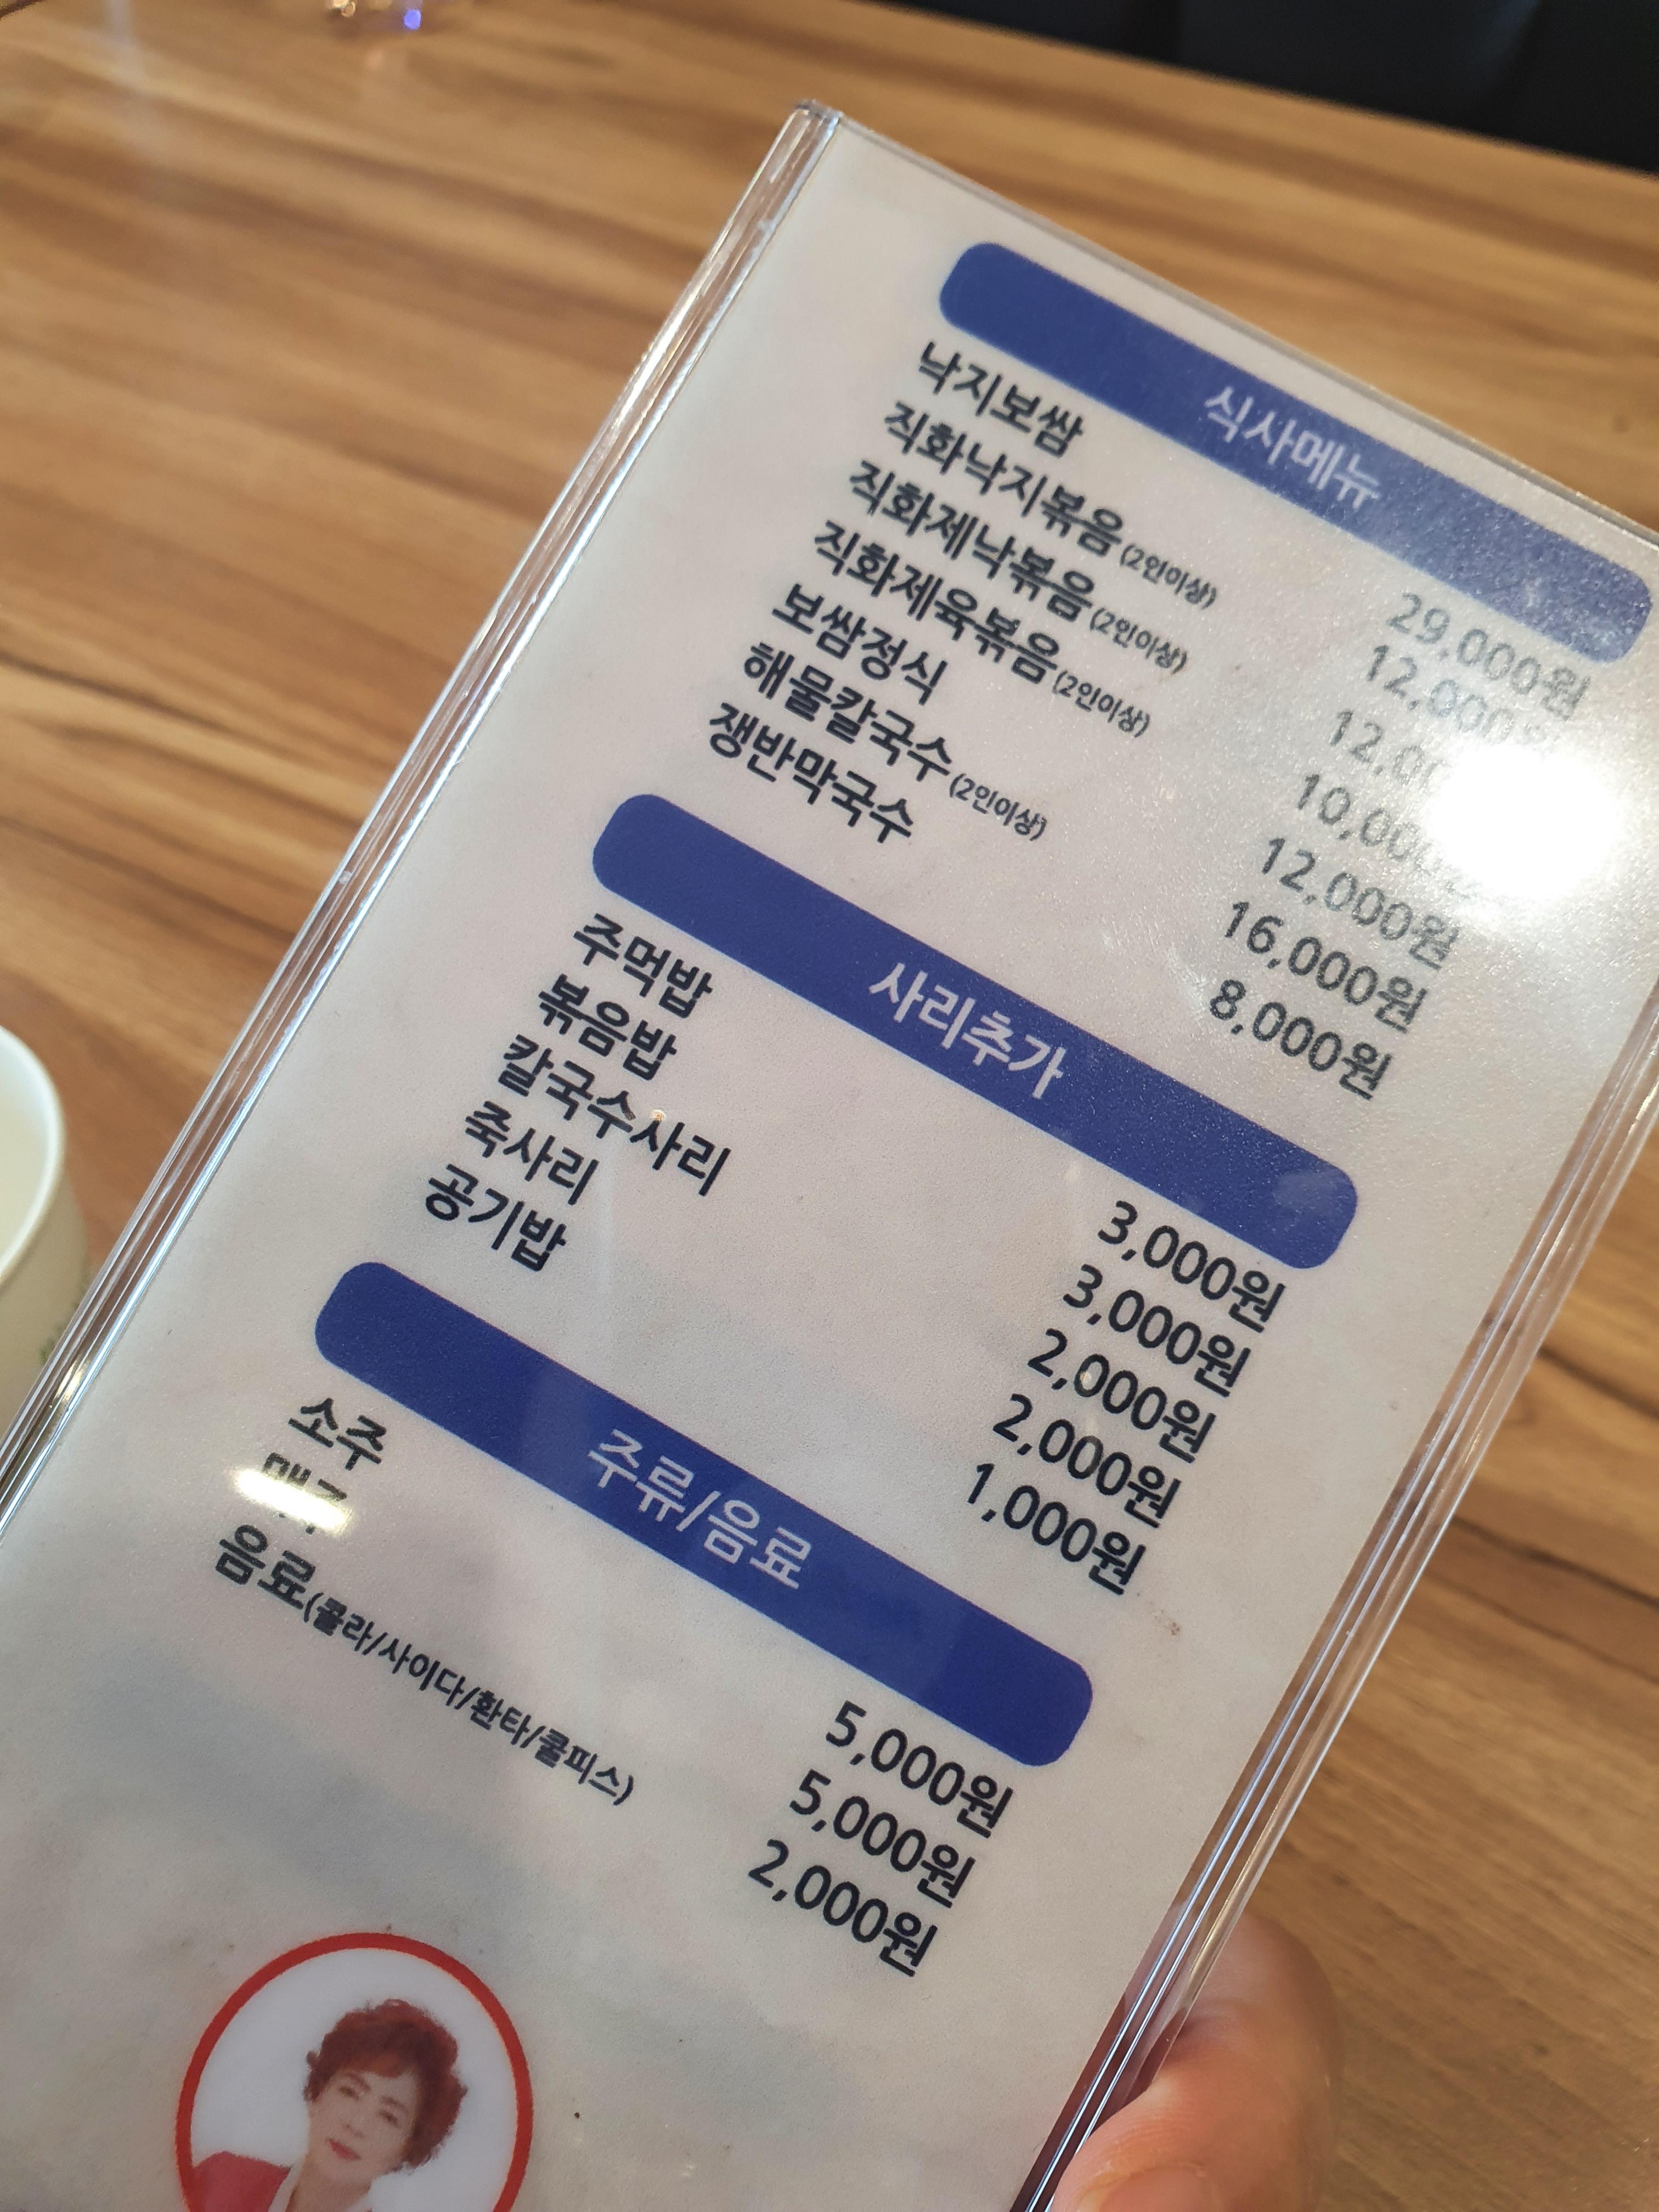 식사메뉴
낙지보쌈 29,000원
직화낙지볶음 (2인이상) 12,000
직화제낙볶음 (2인이상)
직화제육볶음 (2인이상)
보쌈정식 12,000원
해물칼국수 (2인이상) 16,000원
쟁반막국수 8,000원
사리추가
주먹밥 3,000원
볶음밥 3,000원
칼국수사리 2,000원
죽사리 2,000원
공기밥 1,000원
주류/음료
소주 5,000원
5,000원
음료(콜라/사이다/환타/쿨피스) 2,000원